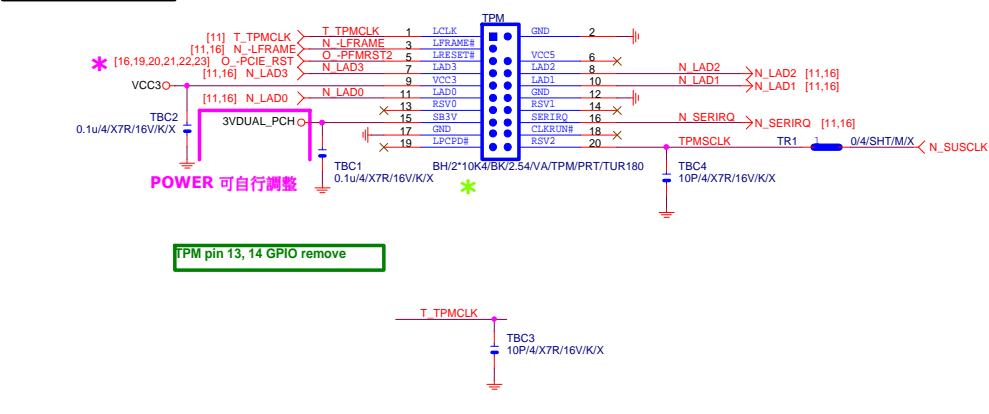 TPM
[11] T_TPMCLK T_TPMCLK 1 LCLK GND 2
[11,16] N_-LFRAME N_-LFRAME 3 LFRAME#
* [16,19,20,21,22,23] O_-PCIE_RST O_-PFMRST2 5 LRESET# VCC5 6
[11,16] N_LAD3 N_LAD3 7 LAD3 LAD2 8 N_LAD2 N_LAD2 [11,16]
VCC3 9 VCC3 LAD1 10 N_LAD1 N_LAD1 [11,16]
[11,16] N_LAD0 N_LAD0 11 LAD0 GND 12
13 RSV0 RSV1 14
3VDUAL_PCH 15 SB3V SERIRQ 16 N_SERIRQ N_SERIRQ [11,16]
17 GND CLKRUN# 18
19 LPCPD# RSV2 20 TPMSCLK TR1 1 0/4/SHT/M/X N_SUSCLK
TBC2
0.1u/4/X7R/16V/K/X
TBC1
0.1u/4/X7R/16V/K/X
BH/2*10K4/BK/2.54/VA/TPM/PRT/TUR180
*
TBC4
10P/4/X7R/16V/K/X
POWER 可自行調整
TPM pin 13, 14 GPIO remove
T_TPMCLK
TBC3
10P/4/X7R/16V/K/X